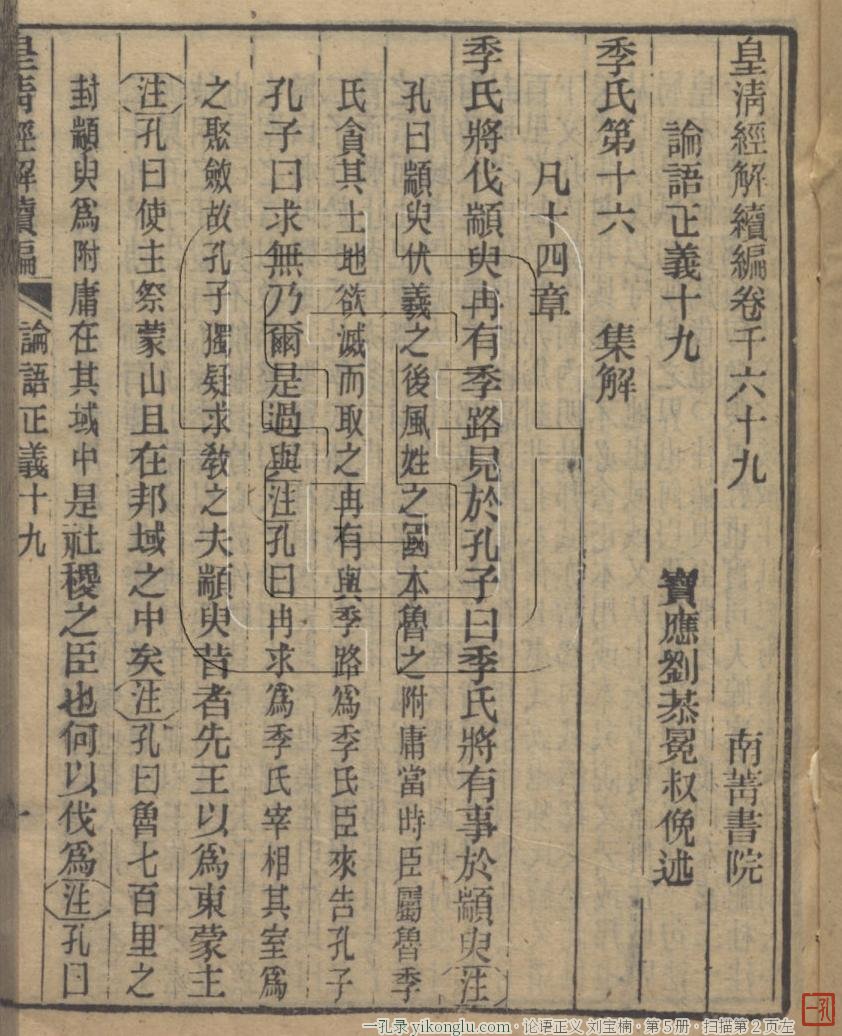 皇清經解續編卷千六十九 南菁書院
論語正義十九 寶應劉恭冕叔俛述
季氏第十六 集解
凡十四章
季氏將伐顓臾冉有季路見於孔子曰季氏將有事於顓臾注
孔曰顓臾伏羲之後風姓之國本魯之附庸當時臣屬魯季
氏貪其土地欲滅而取之冉有與季路爲季氏臣來告孔子
孔子曰求無乃爾是過與注孔曰冉求爲季氏宰相其室爲
之聚斂故孔子獨疑求敎之夫顓臾昔者先王以爲東蒙主
注孔曰使主祭蒙山且在邦域之中矣注孔曰魯七百里之
封顓臾爲附庸在其域中是社稷之臣也何以伐爲注孔曰
皇清經解續編 論語正義十九 一
一孔录 yikonglu.com · 论语正义 刘宝楠 · 第5册 · 扫描第2页左
一孔